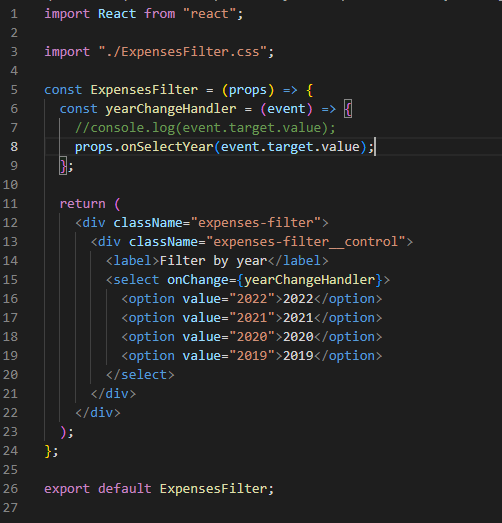 1 import React from "react";
2
3 import "./ExpensesFilter.css";
4
5 const ExpensesFilter = (props) => {
6   const yearChangeHandler = (event) => {
7     //console.log(event.target.value);
8     props.onSelectYear(event.target.value);
9   };
10
11   return (
12     <div className="expenses-filter">
13       <div className="expenses-filter__control">
14         <label>Filter by year</label>
15         <select onChange={yearChangeHandler}>
16           <option value="2022">2022</option>
17           <option value="2021">2021</option>
18           <option value="2020">2020</option>
19           <option value="2019">2019</option>
20         </select>
21       </div>
22     </div>
23   );
24 };
25
26 export default ExpensesFilter;
27